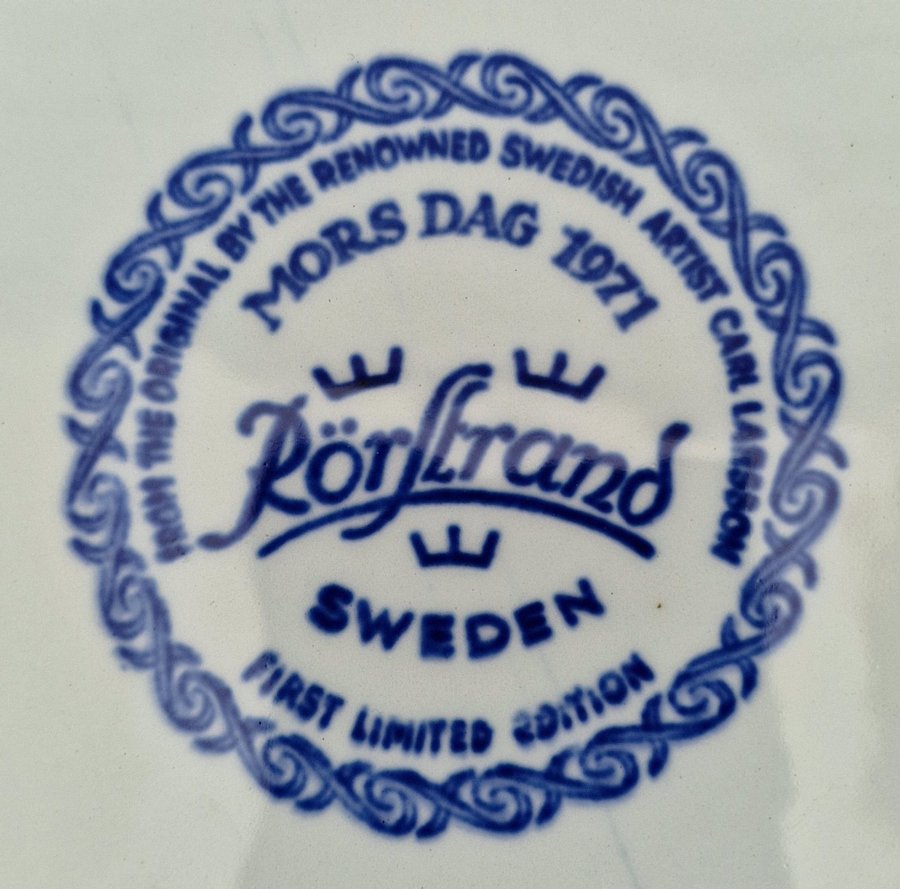 FROM THE ORIGINAL BY THE RENOWNED SWEDISH ARTIST CARL LARSSON
MORS DAG 1971
Rörstrand
SWEDEN
FIRST LIMITED EDITION